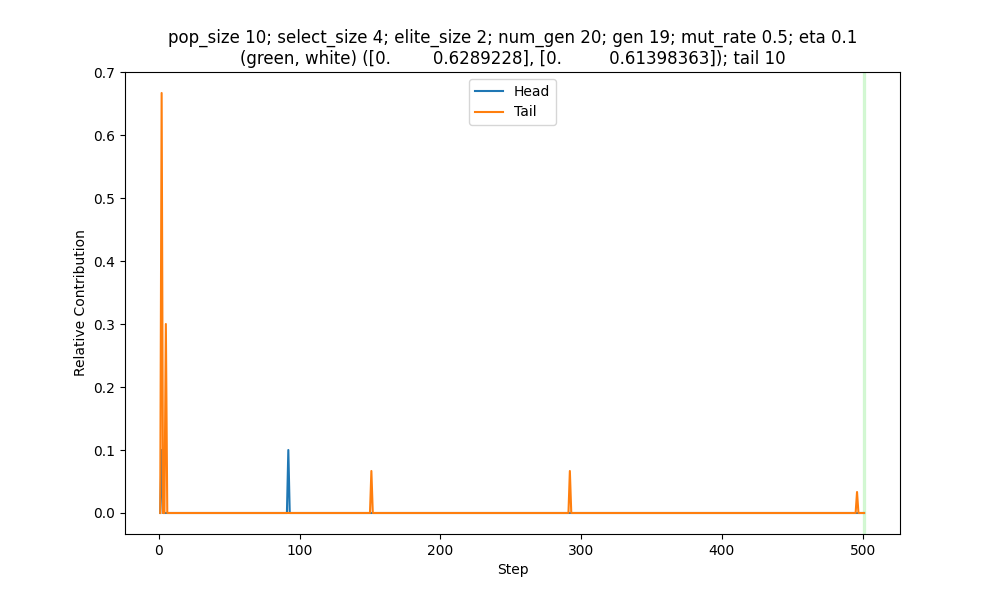 pop_size 10; select_size 4; elite_size 2; num_gen 20; gen 19; mut_rate 0.5; eta 0.1
(green, white) ([0. 0.6289228], [0. 0.61398363]); tail 10
Head
Tail
0.7
0.6
0.5
0.4
0.3
0.2
0.1
0.0
Relative Contribution
0 100 200 300 400 500
Step